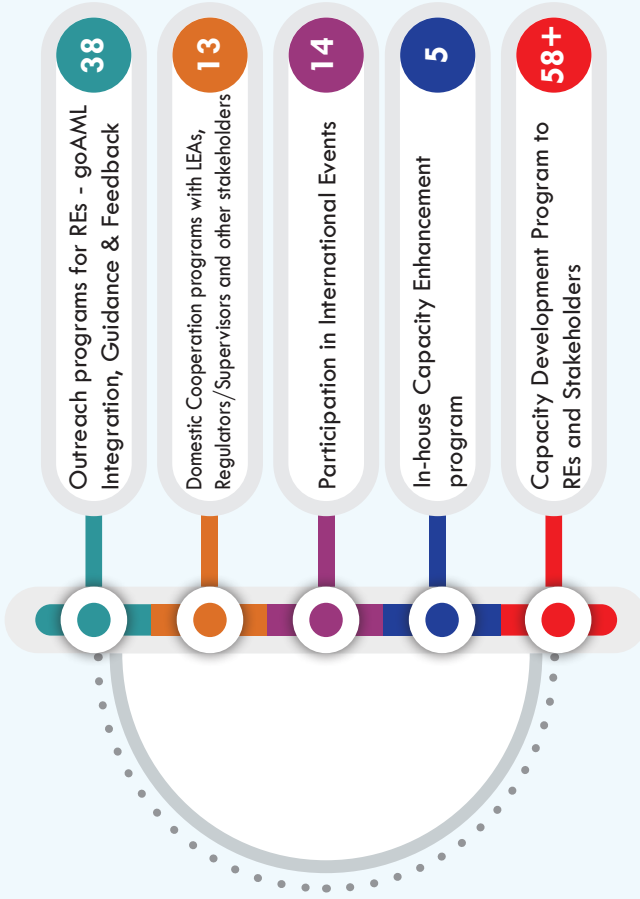 Outreach programs for REs - goAML
Integration, Guidance & Feedback
38
Domestic Cooperation programs with LEAs,
Regulators/Supervisors and other stakeholders
13
Participation in International Events
14
In-house Capacity Enhancement
program
5
Capacity Development Program to
REs and Stakeholders
58+